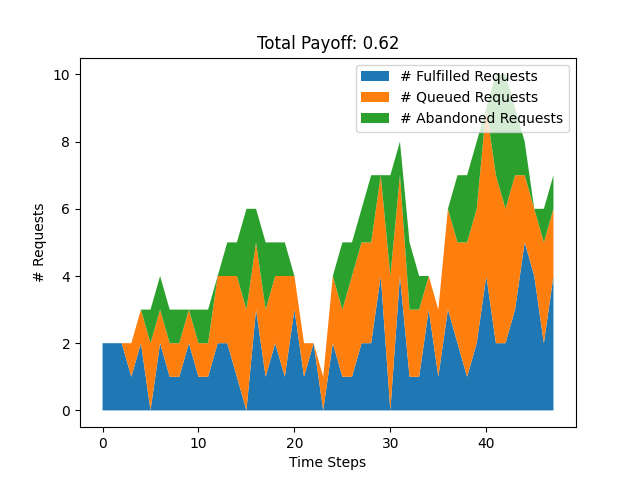 Total Payoff: 0.62
# Fulfilled Requests
# Queued Requests
# Abandoned Requests
10
8
6
4
2
0
# Requests
0 10 20 30 40
Time Steps